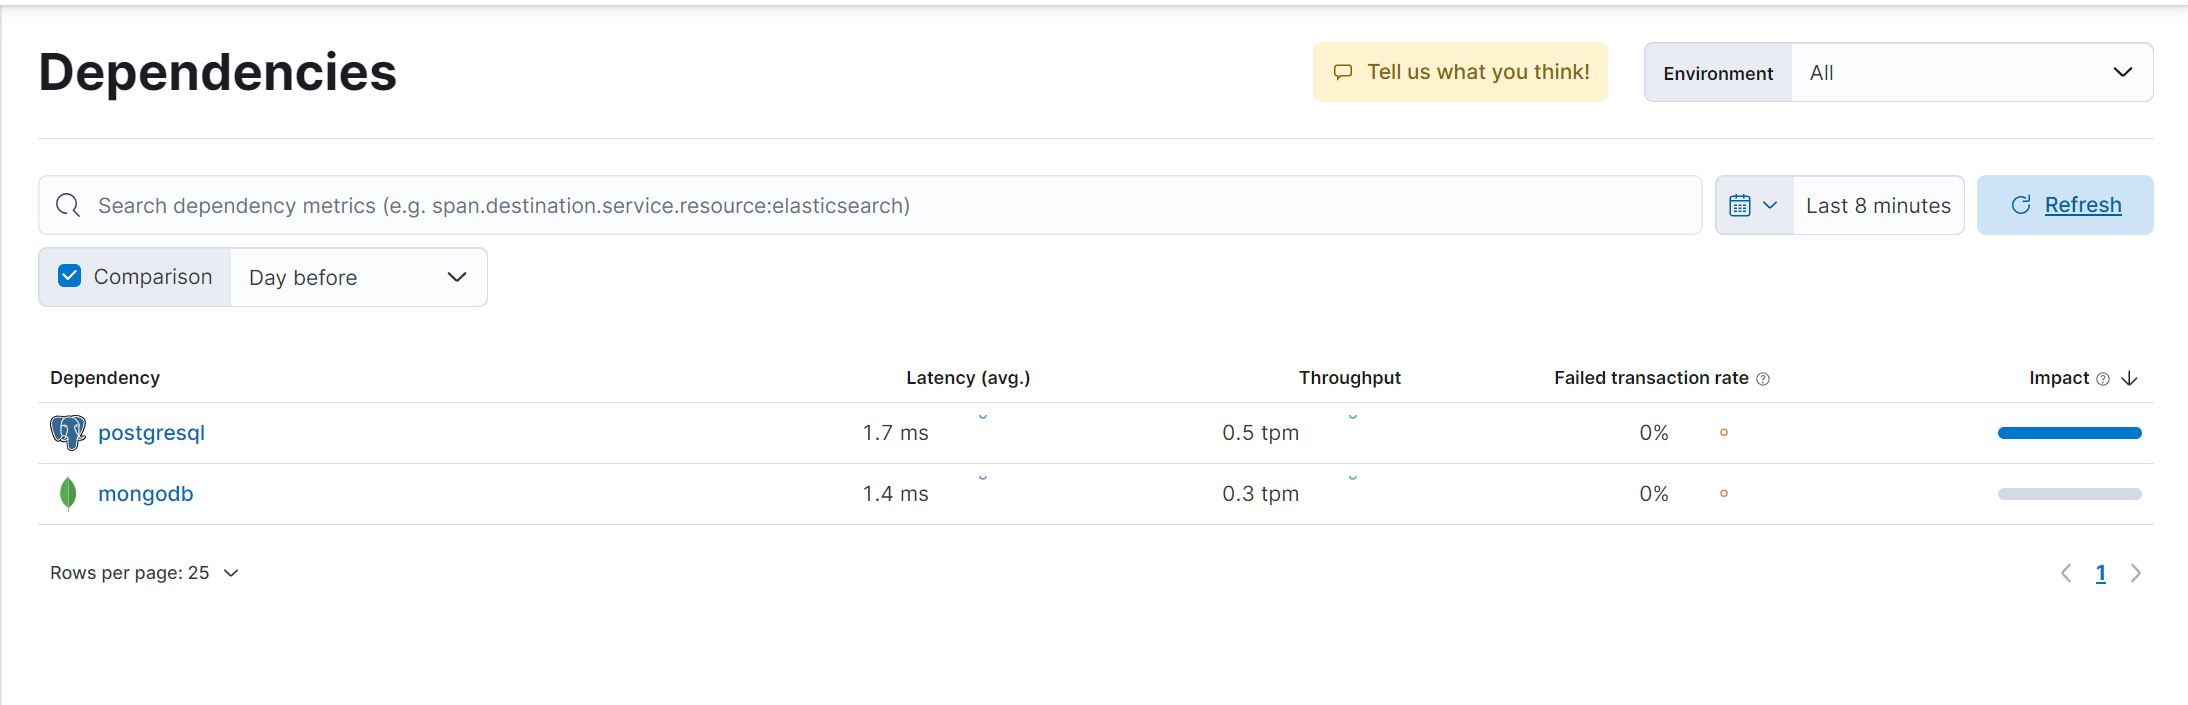 Dependencies
Tell us what you think!
Environment All
Search dependency metrics (e.g. span.destination.service.resource:elasticsearch)
Last 8 minutes
Refresh
Comparison Day before
Dependency Latency (avg.) Throughput Failed transaction rate Impact
postgresql 1.7 ms 0.5 tpm 0%
mongodb 1.4 ms 0.3 tpm 0%
Rows per page: 25
1